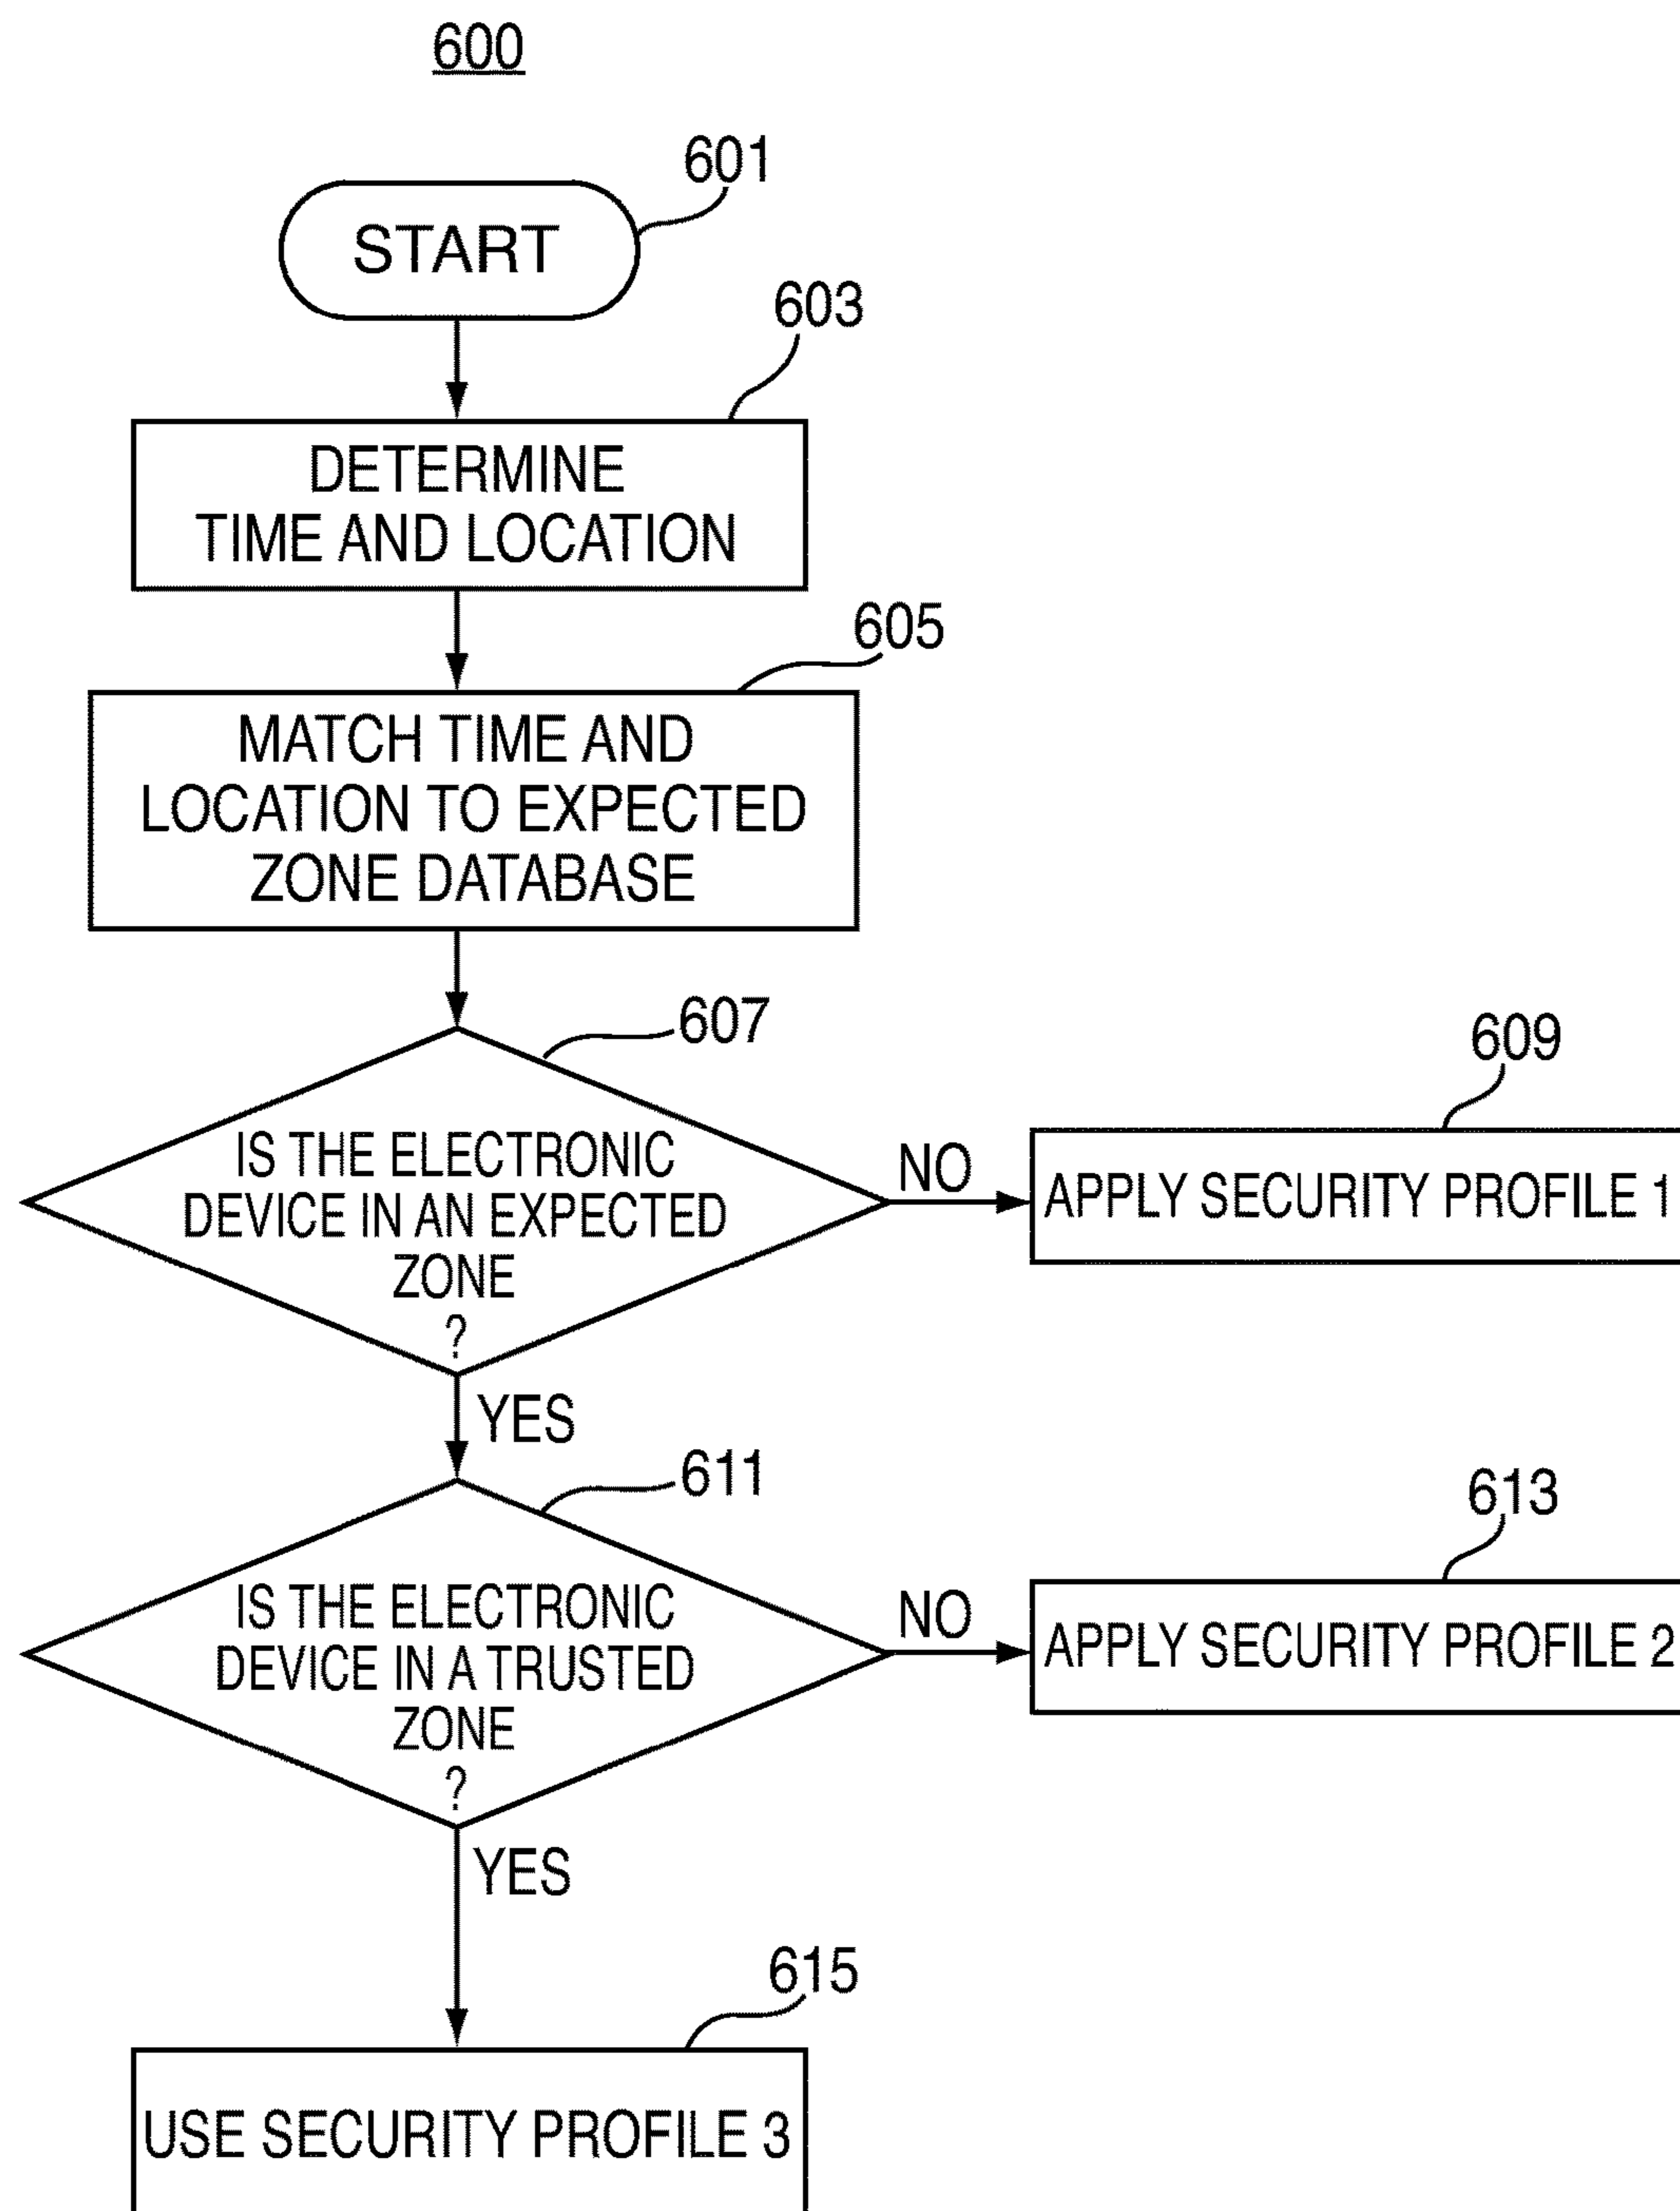 600
601
START
603
DETERMINE
TIME AND LOCATION
605
MATCH TIME AND
LOCATION TO EXPECTED
ZONE DATABASE
607
IS THE ELECTRONIC
DEVICE IN AN EXPECTED
ZONE
?
NO
609
APPLY SECURITY PROFILE 1
YES
611
IS THE ELECTRONIC
DEVICE IN A TRUSTED
ZONE
?
NO
613
APPLY SECURITY PROFILE 2
YES
615
USE SECURITY PROFILE 3